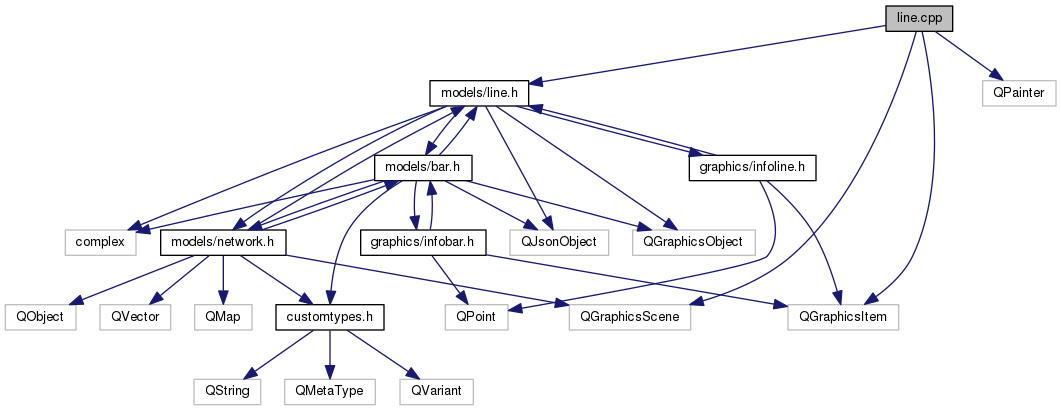 line.cpp
models/line.h
QPainter
models/bar.h
graphics/infoline.h
complex
models/network.h
graphics/infobar.h
QJsonObject
QGraphicsObject
QObject
QVector
QMap
customtypes.h
QPoint
QGraphicsScene
QGraphicsItem
QString
QMetaType
QVariant